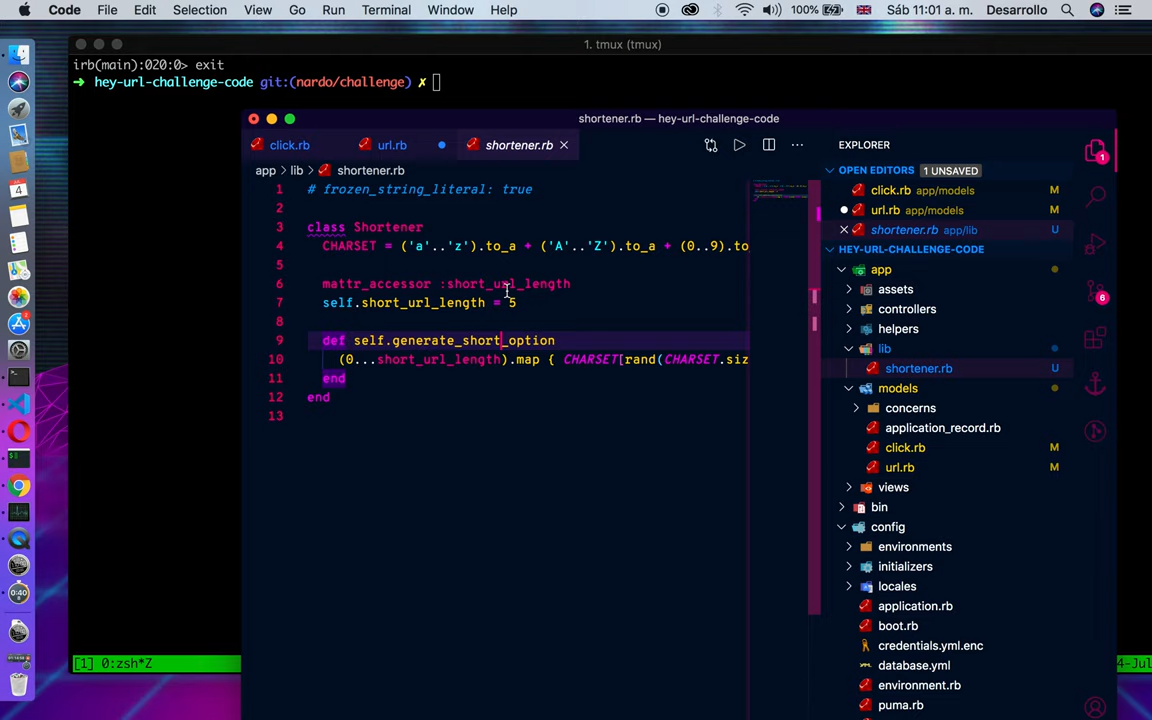 Code File Edit Selection View Go Run Terminal Window Help 100% Sáb 11:01 a. m. Desarrollo
4
0:40
1. tmux (tmux)
irb(main):020:0> exit
➜ hey-url-challenge-code git:(nardo/challenge) ✗
shortener.rb — hey-url-challenge-code
click.rb url.rb shortener.rb
app › lib › shortener.rb
1 # frozen_string_literal: true
2
3 class Shortener
4 CHARSET = ('a'..'z').to_a + ('A'..'Z').to_a + (0..9).to
5
6 mattr_accessor :short_url_length
7 self.short_url_length = 5
8
9 def self.generate_short_option
10 (0...short_url_length).map { CHARSET[rand(CHARSET.siz
11 end
12 end
13
EXPLORER
OPEN EDITORS 1 UNSAVED
click.rb app/models M
url.rb app/models M
shortener.rb app/lib U
HEY-URL-CHALLENGE-CODE
app
assets
controllers
helpers
lib
shortener.rb U
models
concerns
application_record.rb
click.rb M
url.rb M
views
bin
config
environments
initializers
locales
application.rb
boot.rb
credentials.yml.enc
database.yml
environment.rb
puma.rb
1
6
[1] 0:zsh*Z
4-Jul